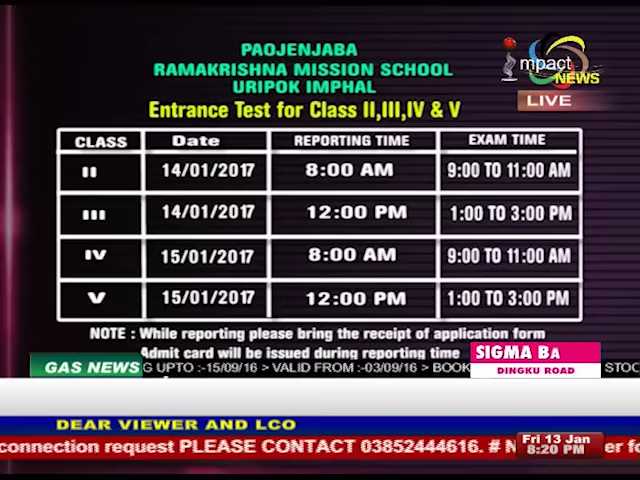 PAOJENJABA
RAMAKRISHNA MISSION SCHOOL
URIPOK IMPHAL
Entrance Test for Class II,III,IV & V
mpact
NEWS
LIVE
CLASS Date REPORTING TIME EXAM TIME
II 14/01/2017 8:00 AM 9:00 TO 11:00 AM
III 14/01/2017 12:00 PM 1:00 TO 3:00 PM
IV 15/01/2017 8:00 AM 9:00 TO 11:00 AM
V 15/01/2017 12:00 PM 1:00 TO 3:00 PM
NOTE : While reporting please bring the receipt of application form
Admit card will be issued during reporting time
SIGMA BA
GAS NEWS G UPTO :-15/09/16 > VALID FROM :-03/09/16 > BOOK DINGKU ROAD STOC
DEAR VIEWER AND LCO
connection request PLEASE CONTACT 03852444616. # N er fo
Fri 13 Jan
8:20 PM